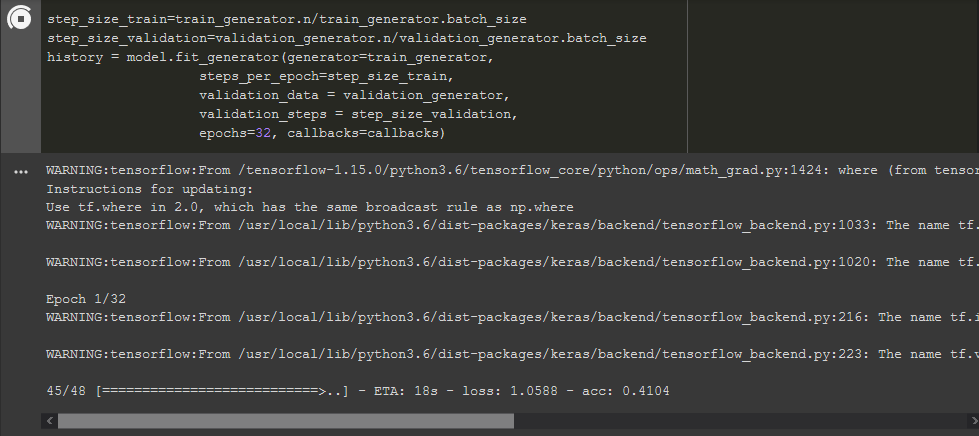 step_size_train=train_generator.n/train_generator.batch_size
step_size_validation=validation_generator.n/validation_generator.batch_size
history = model.fit_generator(generator=train_generator,
steps_per_epoch=step_size_train,
validation_data = validation_generator,
validation_steps = step_size_validation,
epochs=32, callbacks=callbacks)
WARNING:tensorflow:From /tensorflow-1.15.0/python3.6/tensorflow_core/python/ops/math_grad.py:1424: where (from tensor
Instructions for updating:
Use tf.where in 2.0, which has the same broadcast rule as np.where
WARNING:tensorflow:From /usr/local/lib/python3.6/dist-packages/keras/backend/tensorflow_backend.py:1033: The name tf.
WARNING:tensorflow:From /usr/local/lib/python3.6/dist-packages/keras/backend/tensorflow_backend.py:1020: The name tf.
Epoch 1/32
WARNING:tensorflow:From /usr/local/lib/python3.6/dist-packages/keras/backend/tensorflow_backend.py:216: The name tf.i
WARNING:tensorflow:From /usr/local/lib/python3.6/dist-packages/keras/backend/tensorflow_backend.py:223: The name tf.v
45/48 [===========================>..] - ETA: 18s - loss: 1.0588 - acc: 0.4104